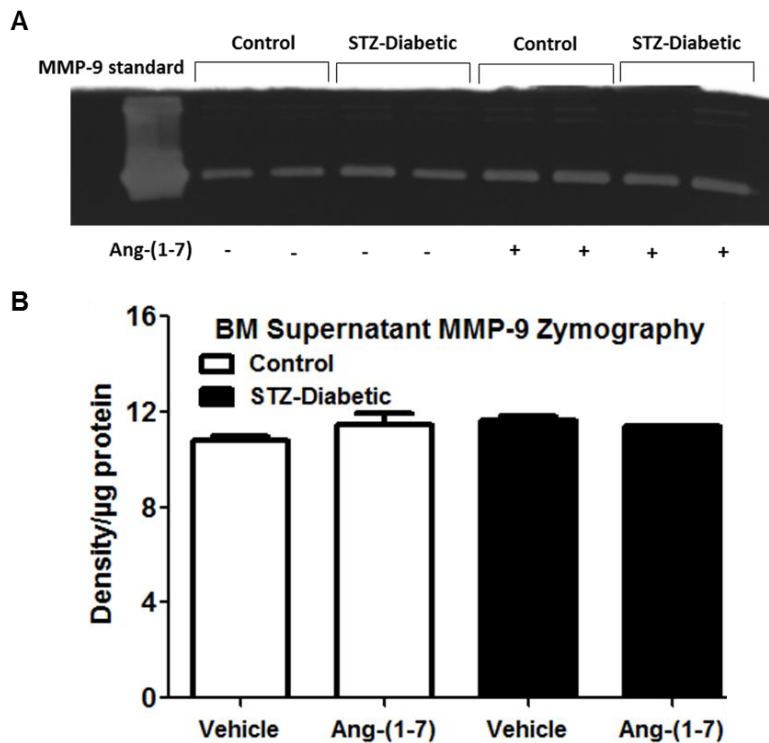 A
Control STZ-Diabetic Control STZ-Diabetic
MMP-9 standard
Ang-(1-7) - - - - + + + +
B
16
BM Supernatant MMP-9 Zymography
Control
STZ-Diabetic
12
8
4
0
Density/µg protein
Vehicle Ang-(1-7) Vehicle Ang-(1-7)